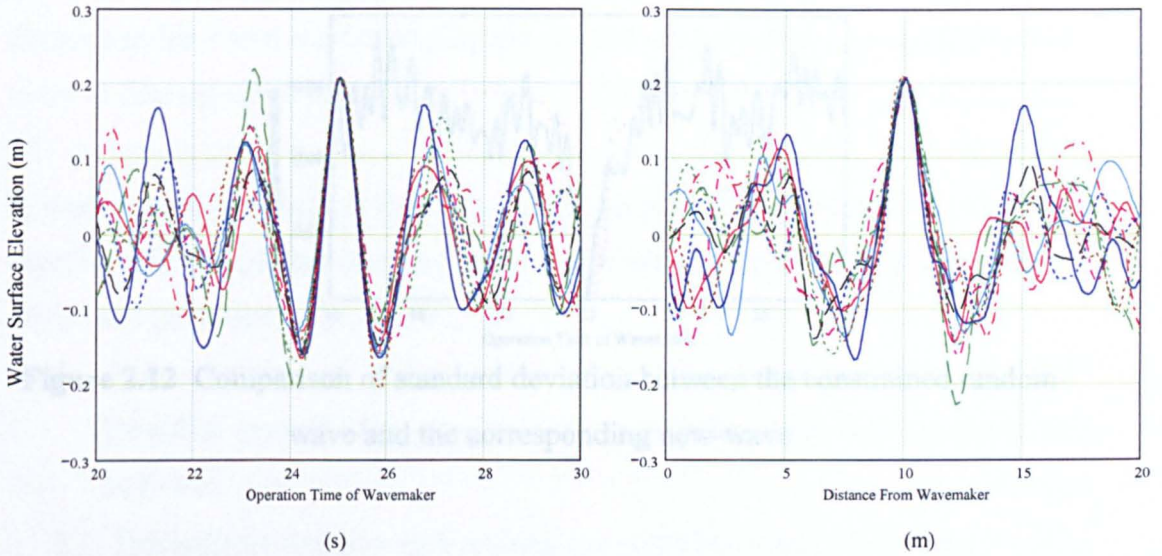 0.3
0.2
0.1
0
−0.1
−0.2
−0.3
Water Surface Elevation (m)
20 22 24 26 28 30
Operation Time of Wavemaker
(s)
0.3
0.2
0.1
0
−0.1
−0.2
−0.3
0 5 10 15 20
Distance From Wavemaker
(m)
Figure 2.12 Comparison of standard deviation between the constrained random
wave and the corresponding new-wave